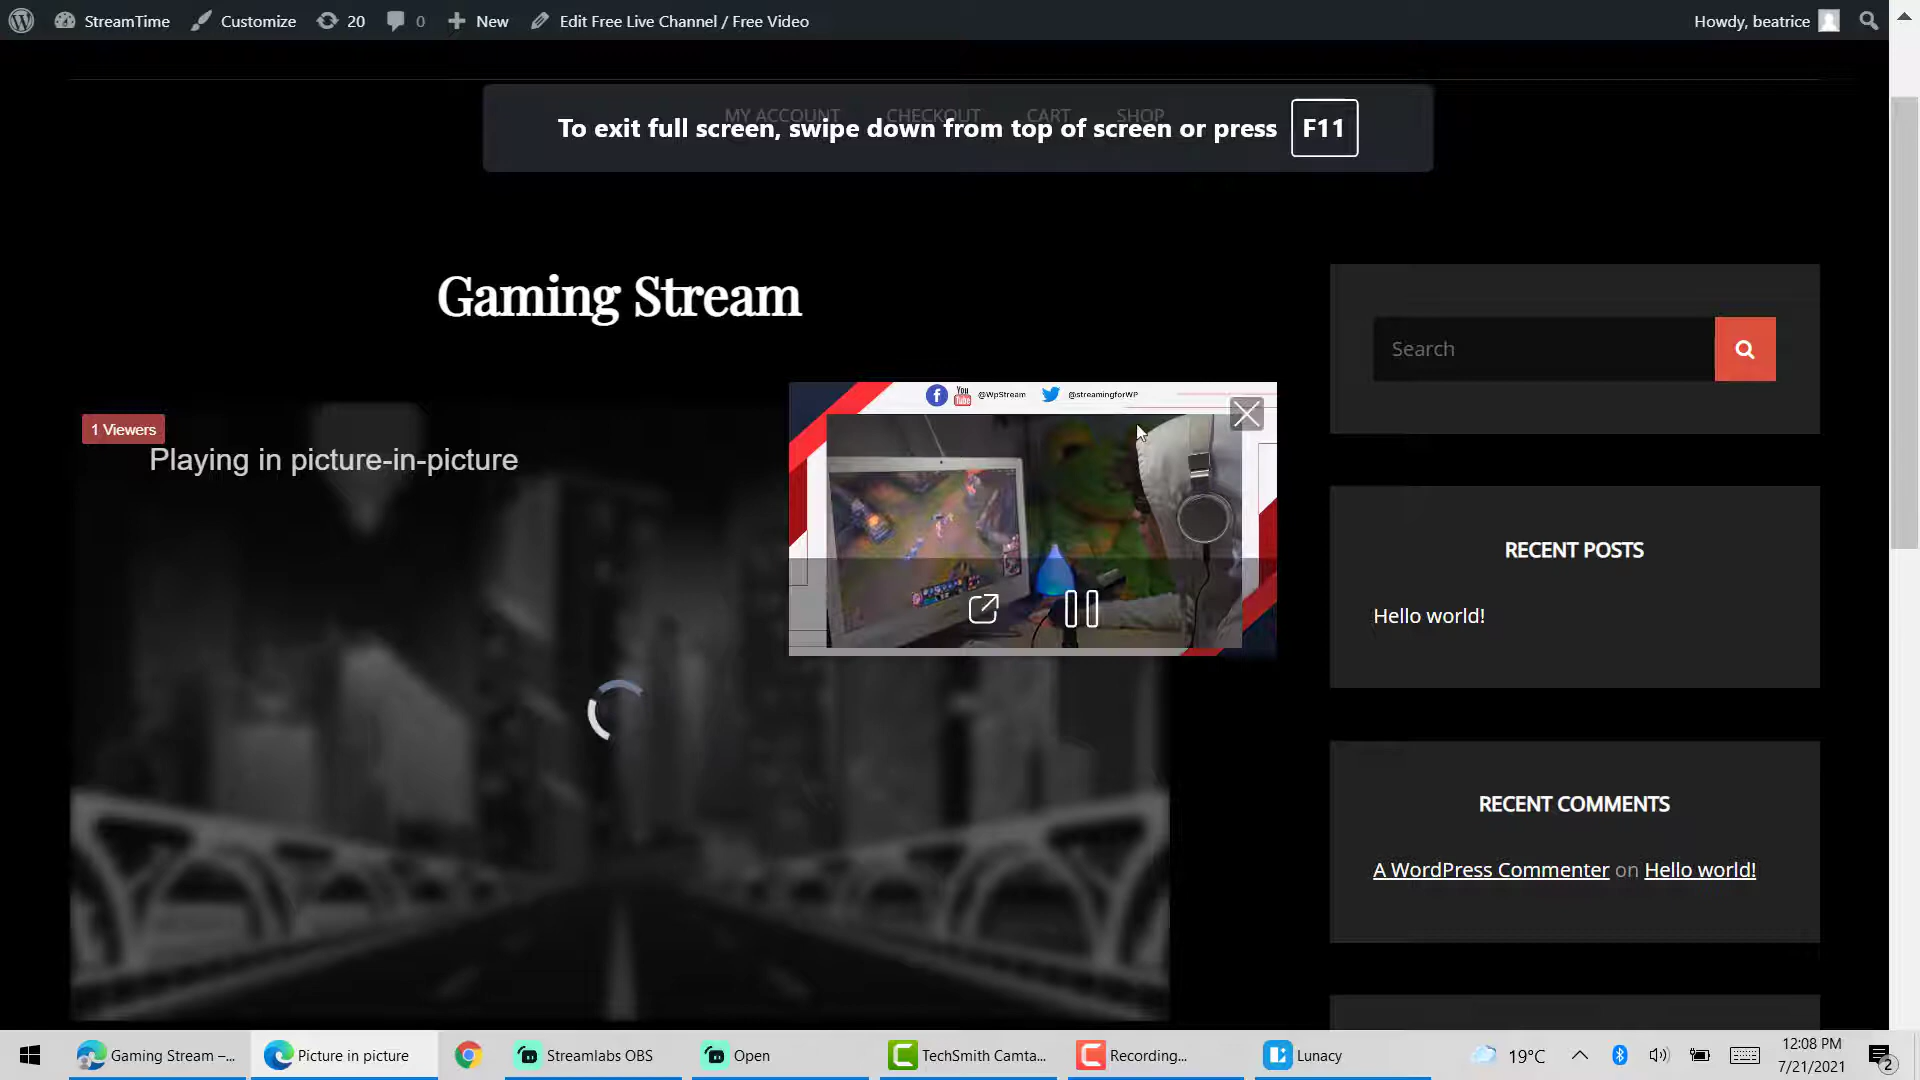 StreamTime Customize 20 0 New Edit Free Live Channel / Free Video Howdy, beatrice
MY ACCOUNT CHECKOUT CART SHOP
To exit full screen, swipe down from top of screen or press F11
Gaming Stream
Search
1 Viewers
Playing in picture-in-picture
You Tube @WpStream @streamingforWP
RECENT POSTS
Hello world!
RECENT COMMENTS
A WordPress Commenter on Hello world!
Gaming Stream –... Picture in picture Streamlabs OBS Open TechSmith Camta... Recording... Lunacy 19°C 12:08 PM
7/21/2021 2